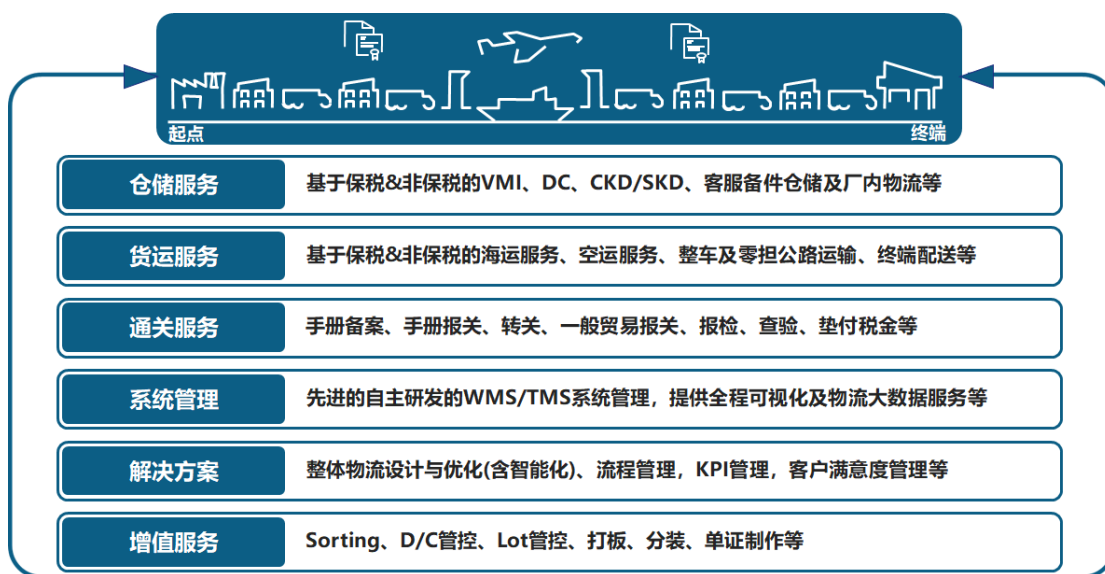 起点
终端
仓储服务
基于保税&非保税的VMI、DC、CKD/SKD、客服备件仓储及厂内物流等
货运服务
基于保税&非保税的海运服务、空运服务、整车及零担公路运输、终端配送等
通关服务
手册备案、手册报关、转关、一般贸易报关、报检、查验、垫付税金等
系统管理
先进的自主研发的WMS/TMS系统管理，提供全程可视化及物流大数据服务等
解决方案
整体物流设计与优化(含智能化)、流程管理，KPI管理，客户满意度管理等
增值服务
Sorting、D/C管控、Lot管控、打板、分装、单证制作等